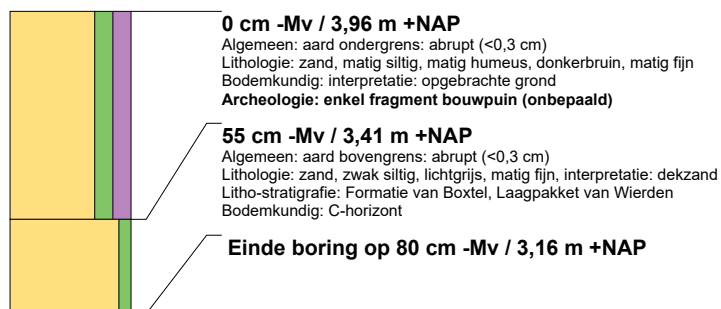 0 cm -Mv / 3,96 m +NAP
Algemeen: aard ondergrens: abrupt (<0,3 cm)
Lithologie: zand, matig siltig, matig humeus, donkerbruin, matig fijn
Bodemkundig: interpretatie: opgebrachte grond
Archeologie: enkel fragment bouwpuin (onbepaald)
55 cm -Mv / 3,41 m +NAP
Algemeen: aard bovengrens: abrupt (<0,3 cm)
Lithologie: zand, zwak siltig, lichtgrijs, matig fijn, interpretatie: dekzand
Litho-stratigrafie: Formatie van Boxtel, Laagpakket van Wierden
Bodemkundig: C-horizont
Einde boring op 80 cm -Mv / 3,16 m +NAP